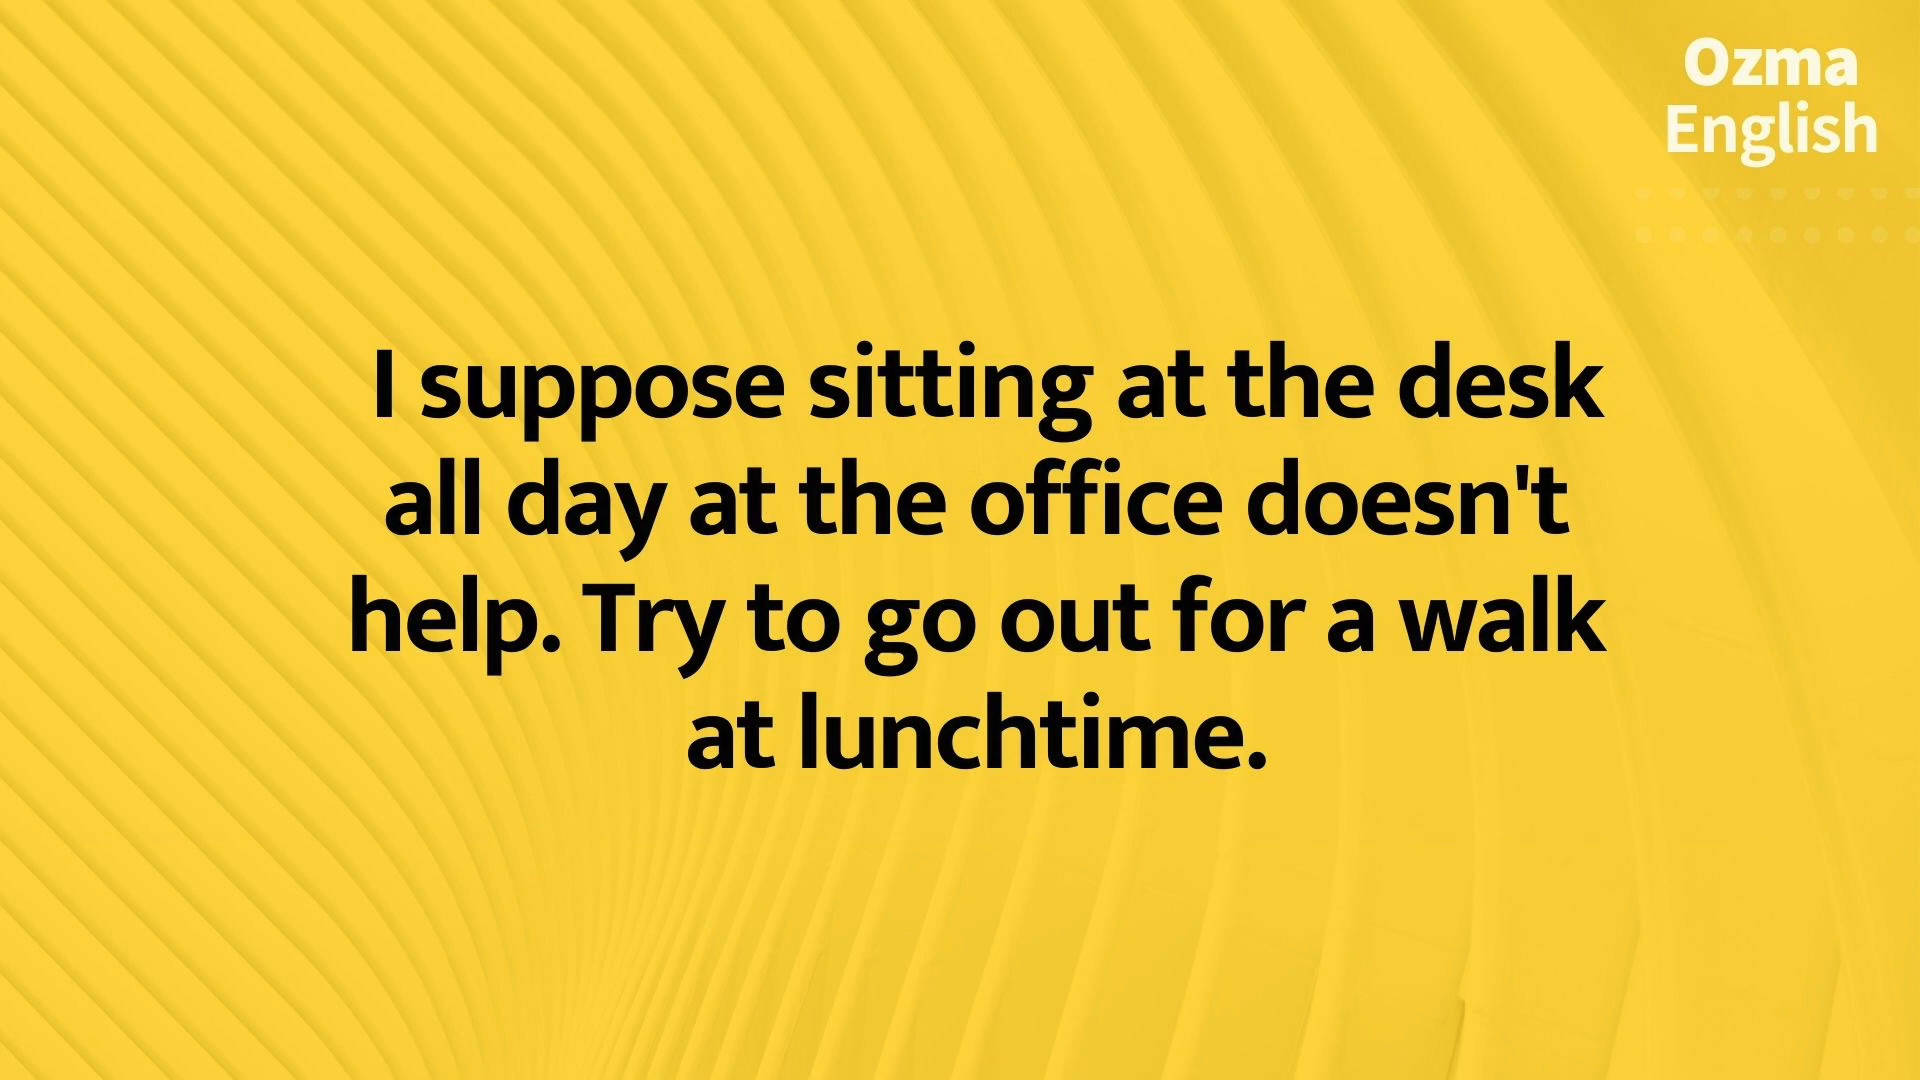 Ozma
English
I suppose sitting at the desk
all day at the office doesn't
help. Try to go out for a walk
at lunchtime.